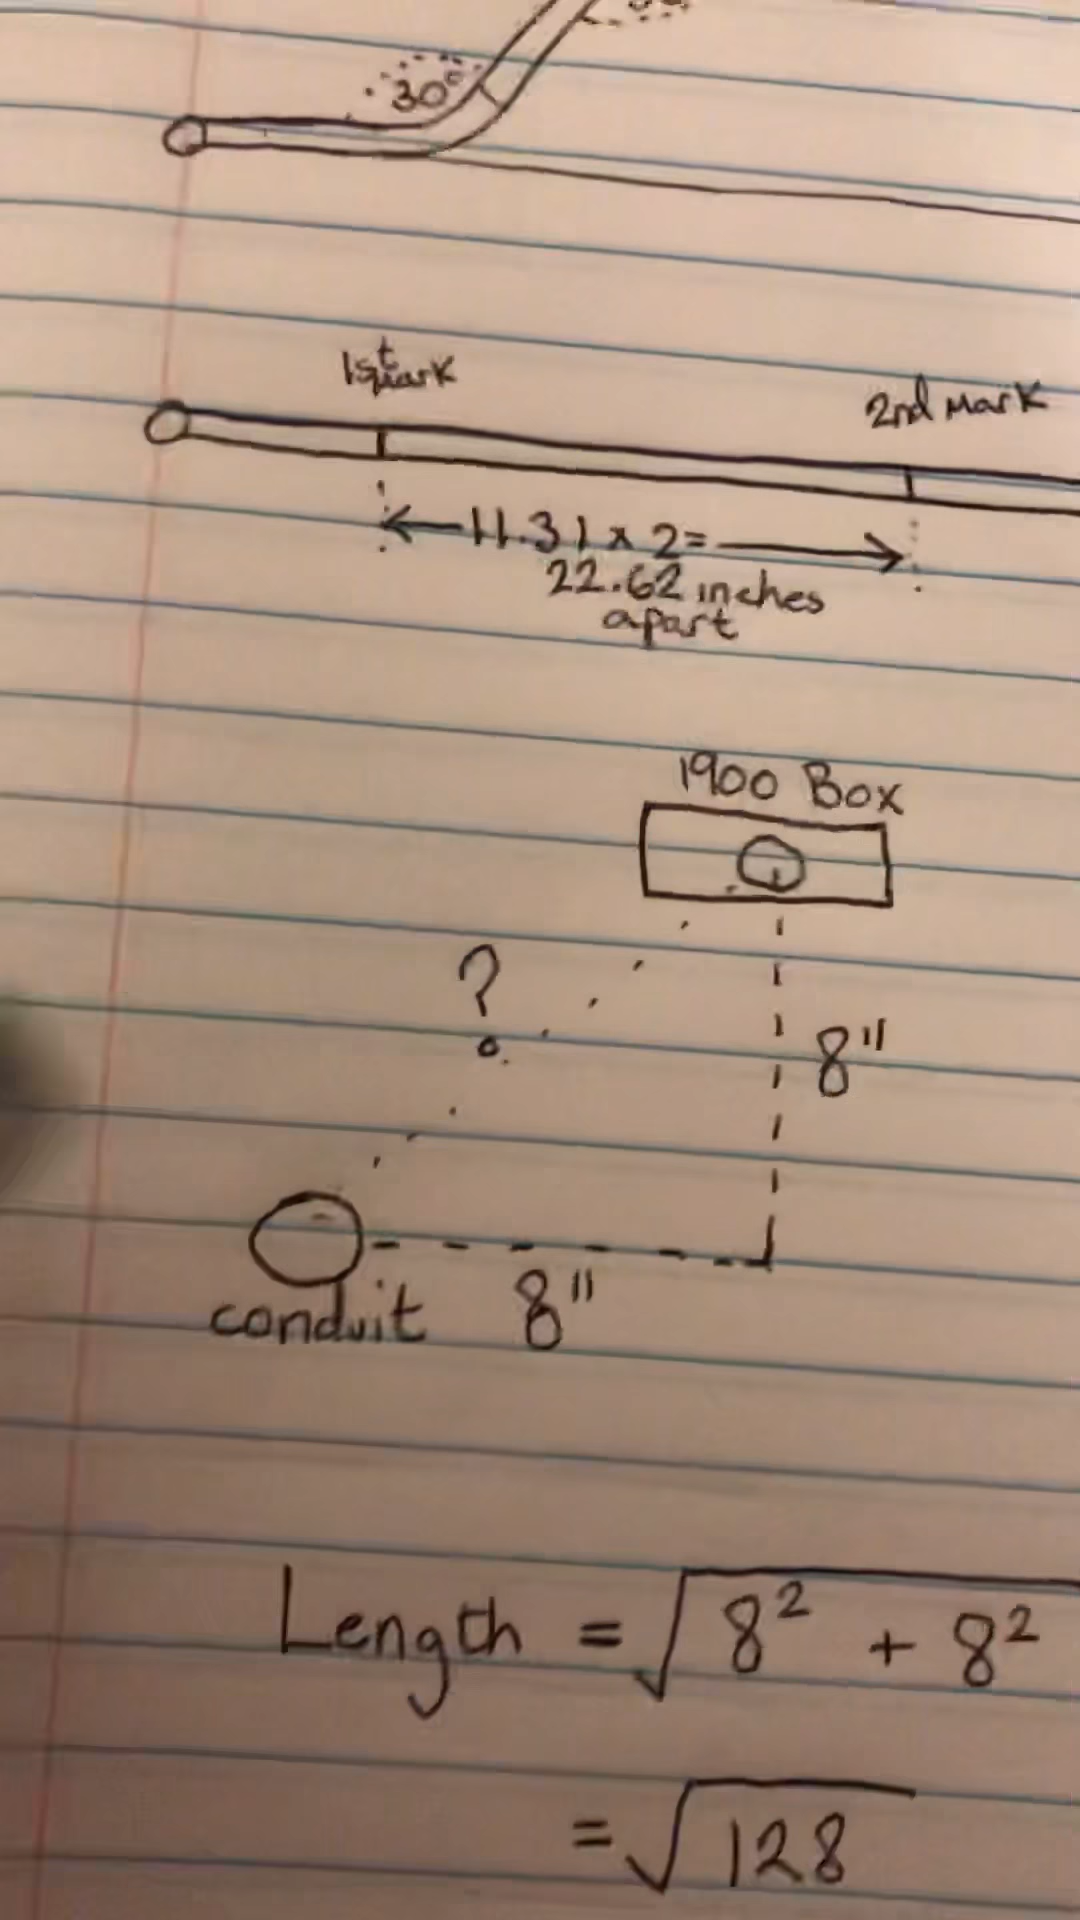 30°
1st mark
2nd Mark
11.31 x 2 =
22.62 inches
apart
1900 Box
?
8"
conduit 8"
Length = √8² + 8²
= √128